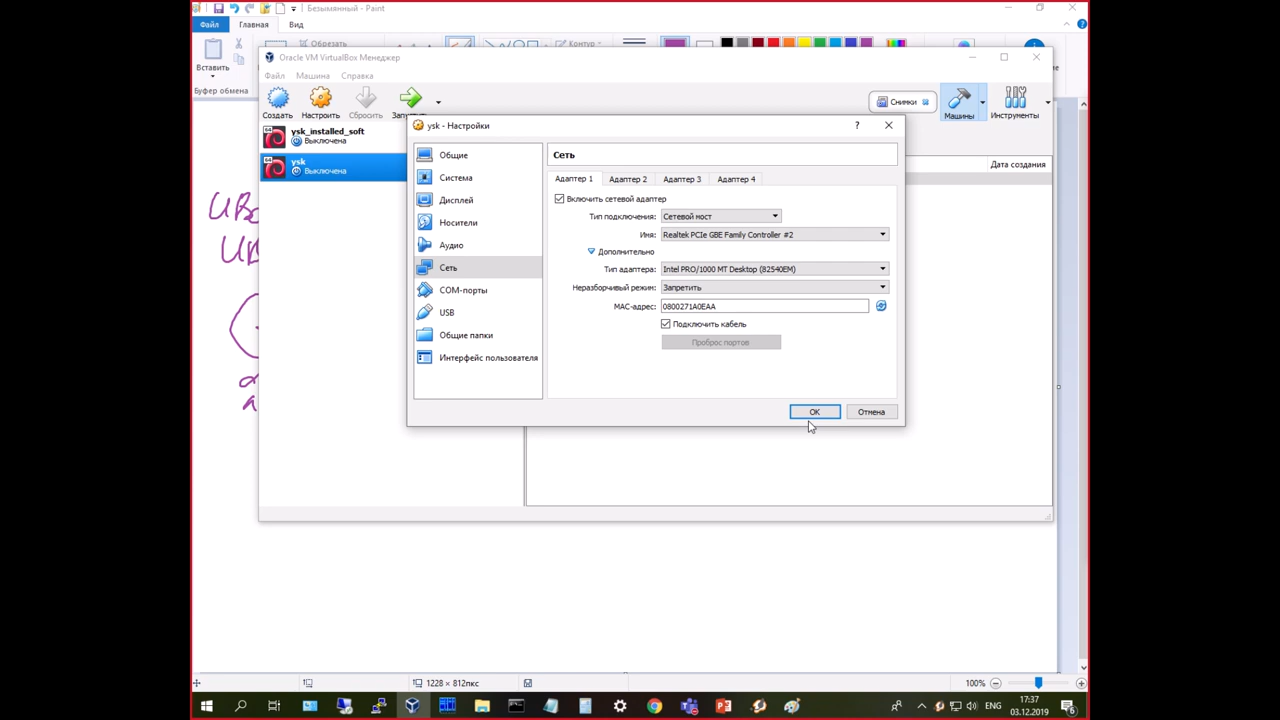 Безымянный - Paint
Файл
Главная
Вид
Вставить
Обрезать
Контур
Буфер обмена
Oracle VM VirtualBox Менеджер
Файл Машина Справка
Создать
Настроить
Сбросить
Снимки
Машины
Инструменты
ysk_installed_soft
Выключена
ysk
Выключена
Дата создания
ysk - Настройки
?
Общие
Система
Дисплей
Носители
Аудио
Сеть
COM-порты
USB
Общие папки
Интерфейс пользователя
Сеть
Адаптер 1 Адаптер 2 Адаптер 3 Адаптер 4
Включить сетевой адаптер
Тип подключения: Сетевой мост
Имя: Realtek PCIe GBE Family Controller #2
Дополнительно
Тип адаптера: Intel PRO/1000 MT Desktop (82540EM)
Неразборчивый режим: Запретить
MAC-адрес: 0800271A0EAA
Подключить кабель
Проброс портов
OK
Отмена
1228 × 812пкс
100%
ENG
17:37
03.12.2019